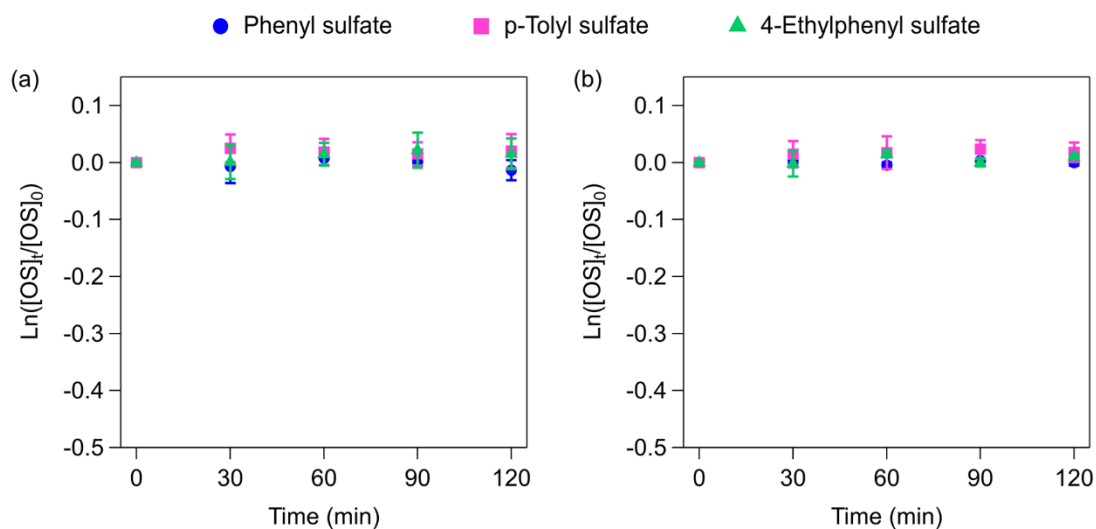 Phenyl sulfate p-Tolyl sulfate 4-Ethylphenyl sulfate
(a)
Ln([OS]t/[OS]0)
0.1
0.0
-0.1
-0.2
-0.3
-0.4
-0.5
0 30 60 90 120
Time (min)
(b)
Ln([OS]t/[OS]0)
0.1
0.0
-0.1
-0.2
-0.3
-0.4
-0.5
0 30 60 90 120
Time (min)